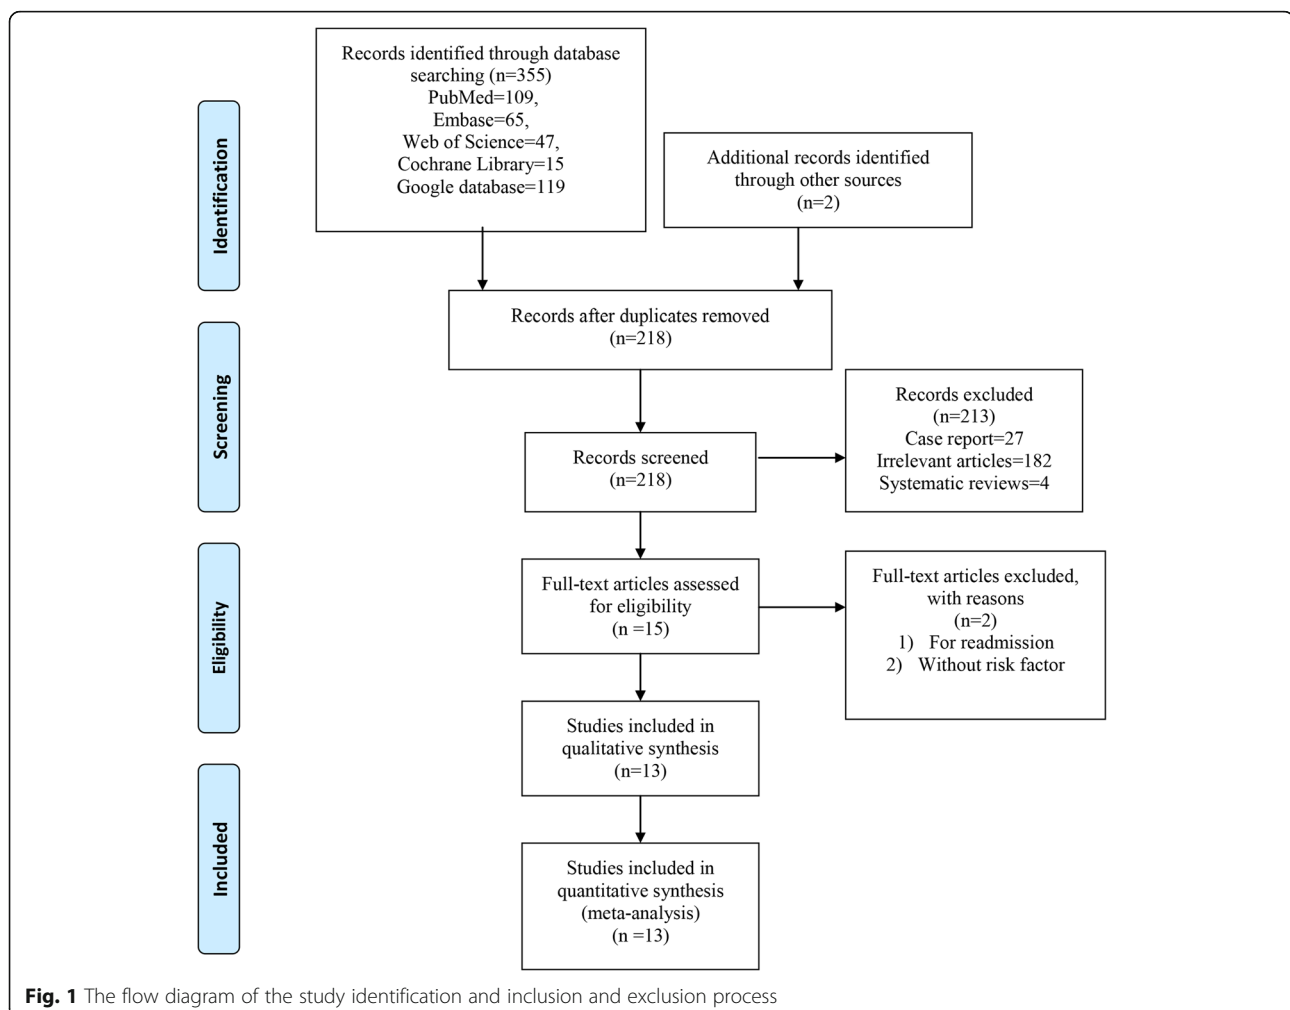 Records identified through database
searching (n=355)
PubMed=109,
Embase=65,
Web of Science=47,
Cochrane Library=15
Google database=119
Additional records identified
through other sources
(n=2)
Identification
Records after duplicates removed
(n=218)
Screening
Records screened
(n=218)
Records excluded
(n=213)
Case report=27
Irrelevant articles=182
Systematic reviews=4
Full-text articles assessed
for eligibility
(n =15)
Full-text articles excluded,
with reasons
(n=2)
1) For readmission
2) Without risk factor
Eligibility
Studies included in
qualitative synthesis
(n=13)
Included
Studies included in
quantitative synthesis
(meta-analysis)
(n =13)
Fig. 1 The flow diagram of the study identification and inclusion and exclusion process